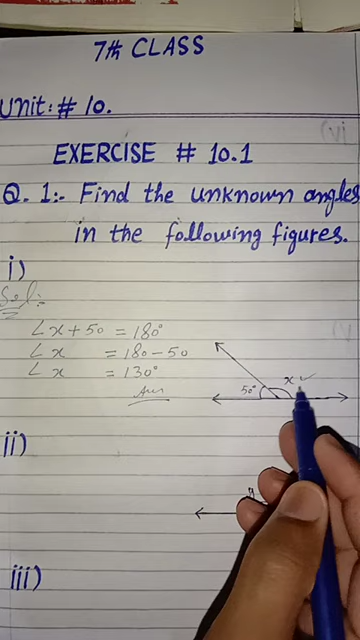 7th CLASS
Unit: # 10.
EXERCISE # 10.1
Q. 1:- Find the unknown angles
in the following figures.
i)
Sol:-
∠x + 50 = 180°
∠x = 180 - 50
∠x = 130°
Ans
50° x ✓
ii)
iii)